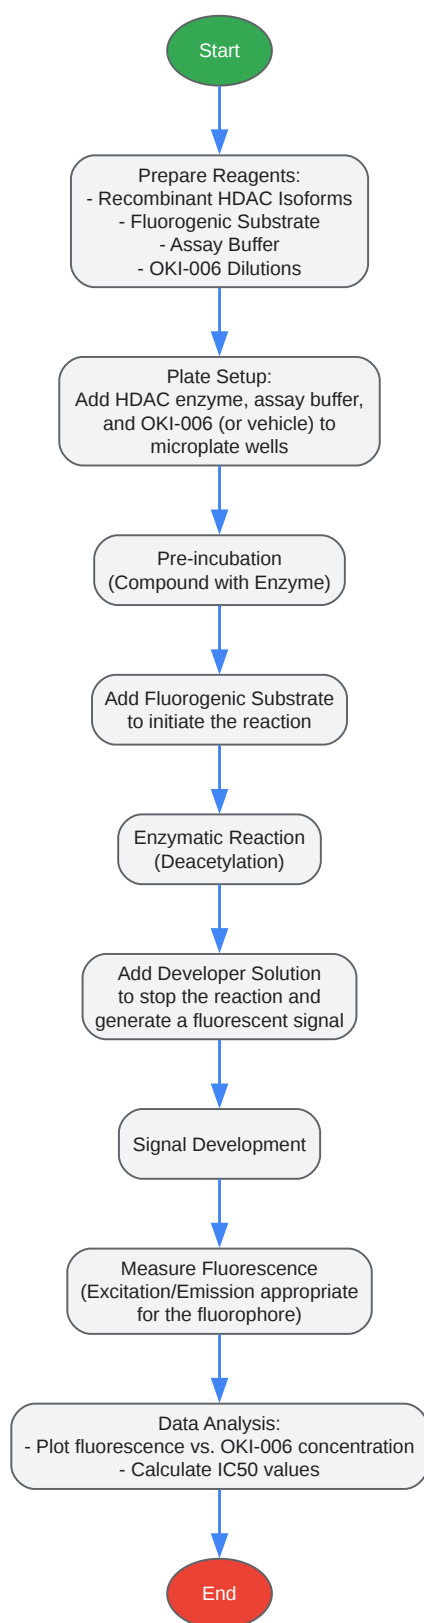 Start
Prepare Reagents:
- Recombinant HDAC Isoforms
- Fluorogenic Substrate
- Assay Buffer
- OKI-006 Dilutions
Plate Setup:
Add HDAC enzyme, assay buffer,
and OKI-006 (or vehicle) to
microplate wells
Pre-incubation
(Compound with Enzyme)
Add Fluorogenic Substrate
to initiate the reaction
Enzymatic Reaction
(Deacetylation)
Add Developer Solution
to stop the reaction and
generate a fluorescent signal
Signal Development
Measure Fluorescence
(Excitation/Emission appropriate
for the fluorophore)
Data Analysis:
- Plot fluorescence vs. OKI-006 concentration
- Calculate IC50 values
End